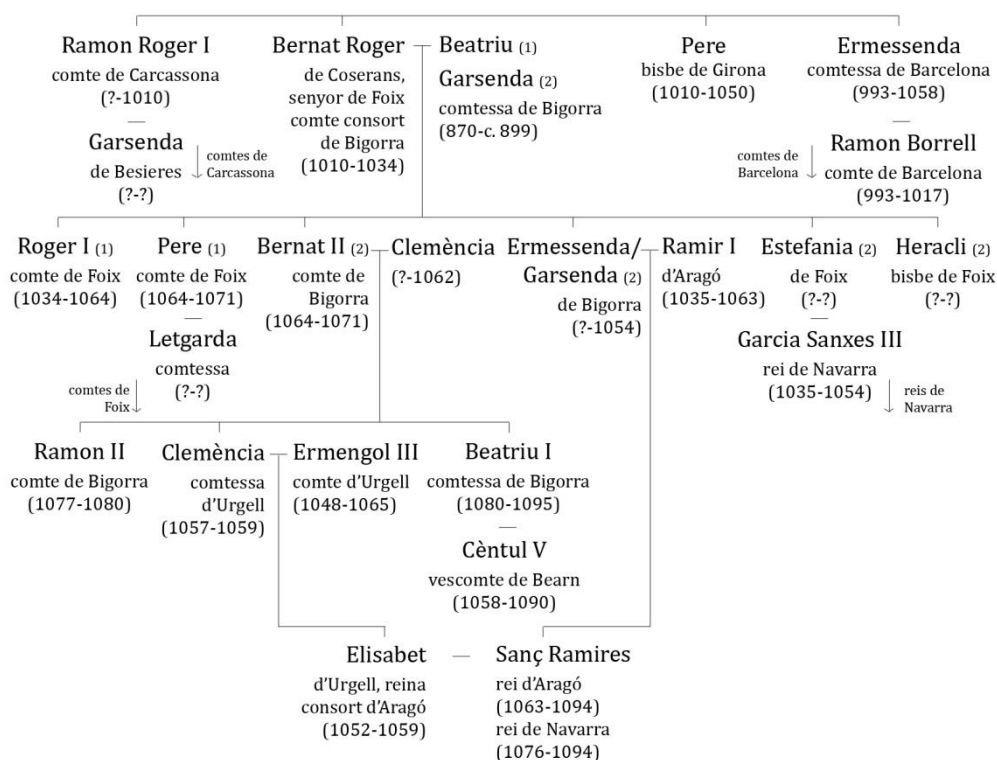 Ramon Roger I
comte de Carcassona
(?-1010)
Garsenda
de Besieres
(?-?)
comtes de
Carcassona
Bernat Roger
de Coserans,
senyor de Foix
comte consort
de Bigorra
(1010-1034)
Beatriu (1)
Garsenda (2)
comtessa de Bigorra
(870-c. 899)
Pere
bisbe de Girona
(1010-1050)
Ermessenda
comtessa de Barcelona
(993-1058)
comtes de
Barcelona
Ramon Borrell
comte de Barcelona
(993-1017)
Roger I (1)
comte de Foix
(1034-1064)
Pere (1)
comte de Foix
(1064-1071)
Letgarda
comtessa
(?-?)
comtes de
Foix
Bernat II (2)
comte de
Bigorra
(1064-1071)
Clemència
(?-1062)
Ermessenda/
Garsenda (2)
de Bigorra
(?-1054)
Ramir I
d'Aragó
(1035-1063)
Estefania (2)
de Foix
(?-?)
Garcia Sanxes III
rei de Navarra
(1035-1054)
reis de
Navarra
Heracli (2)
bisbe de Foix
(?-?)
Ramon II
comte de Bigorra
(1077-1080)
Clemència
comtessa
d'Urgell
(1057-1059)
Ermengol III
comte d'Urgell
(1048-1065)
Beatriu I
comtessa de Bigorra
(1080-1095)
Cèntul V
vescomte de Bearn
(1058-1090)
Elisabet
d'Urgell, reina
consort d'Aragó
(1052-1059)
Sanç Ramires
rei d'Aragó
(1063-1094)
rei de Navarra
(1076-1094)